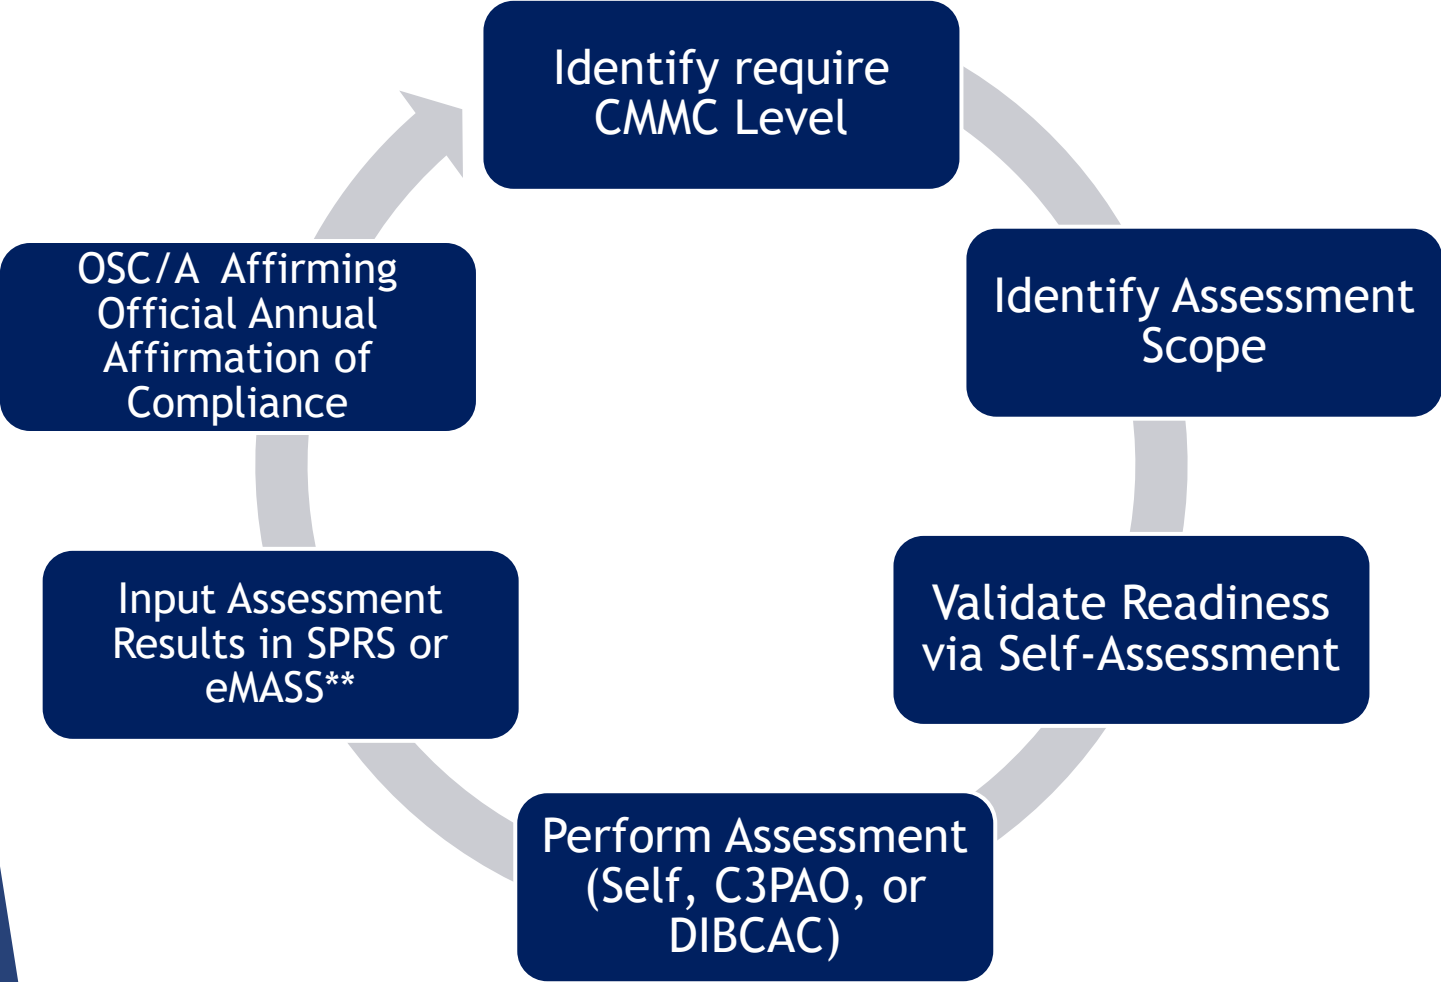 Identify require
CMMC Level
Identify Assessment
Scope
Validate Readiness
via Self-Assessment
Perform Assessment
(Self, C3PAO, or
DIBCAC)
Input Assessment
Results in SPRS or
eMASS**
OSC/A  Affirming
Official Annual
Affirmation of
Compliance